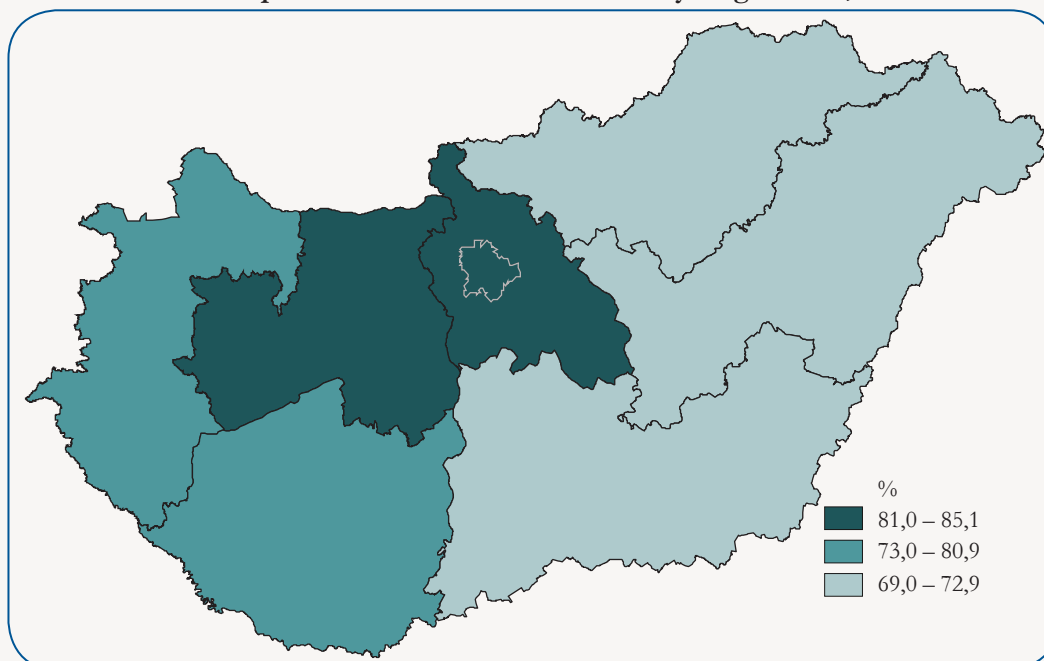 %
81,0 – 85,1
73,0 – 80,9
69,0 – 72,9